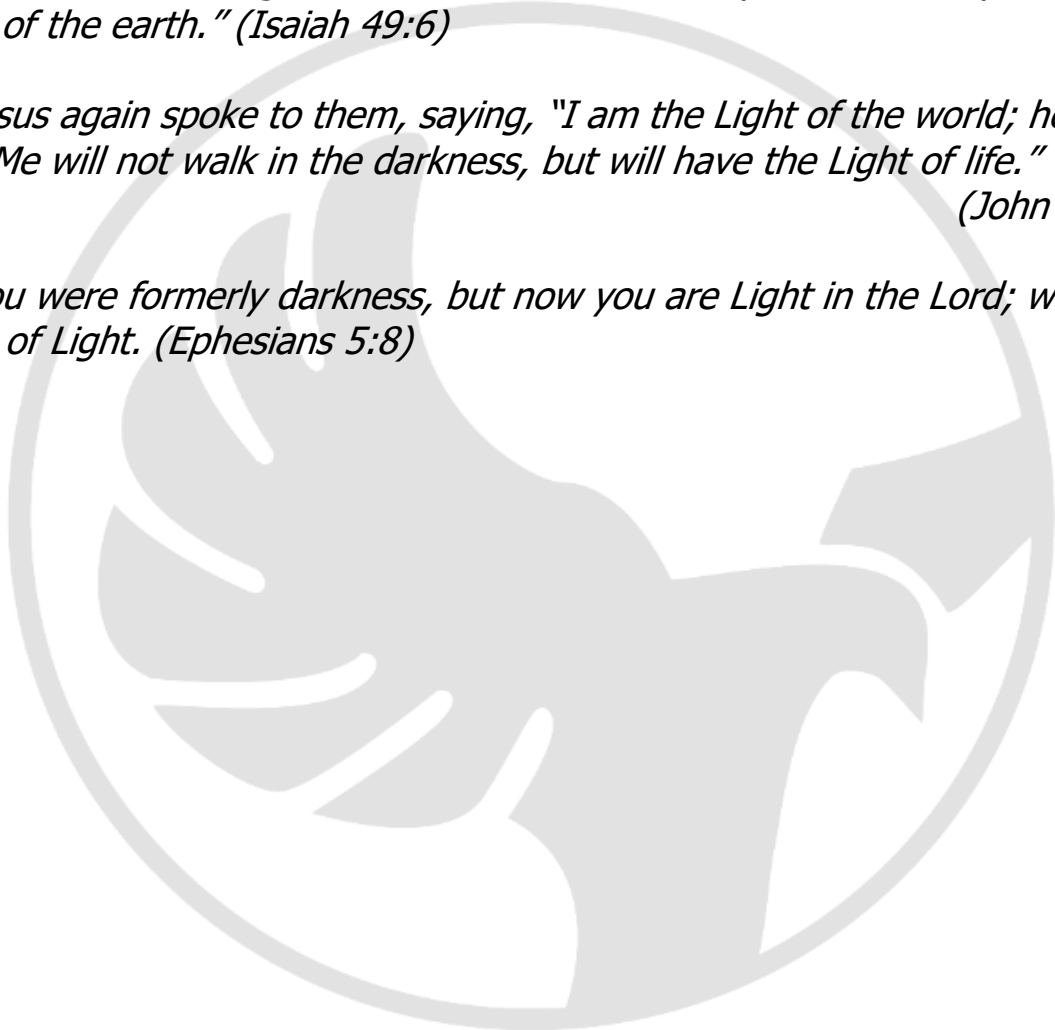 of the earth.” (Isaiah 49:6)
sus again spoke to them, saying, “I am the Light of the world; he
Me will not walk in the darkness, but will have the Light of life.”
(John
ou were formerly darkness, but now you are Light in the Lord; w
of Light. (Ephesians 5:8)